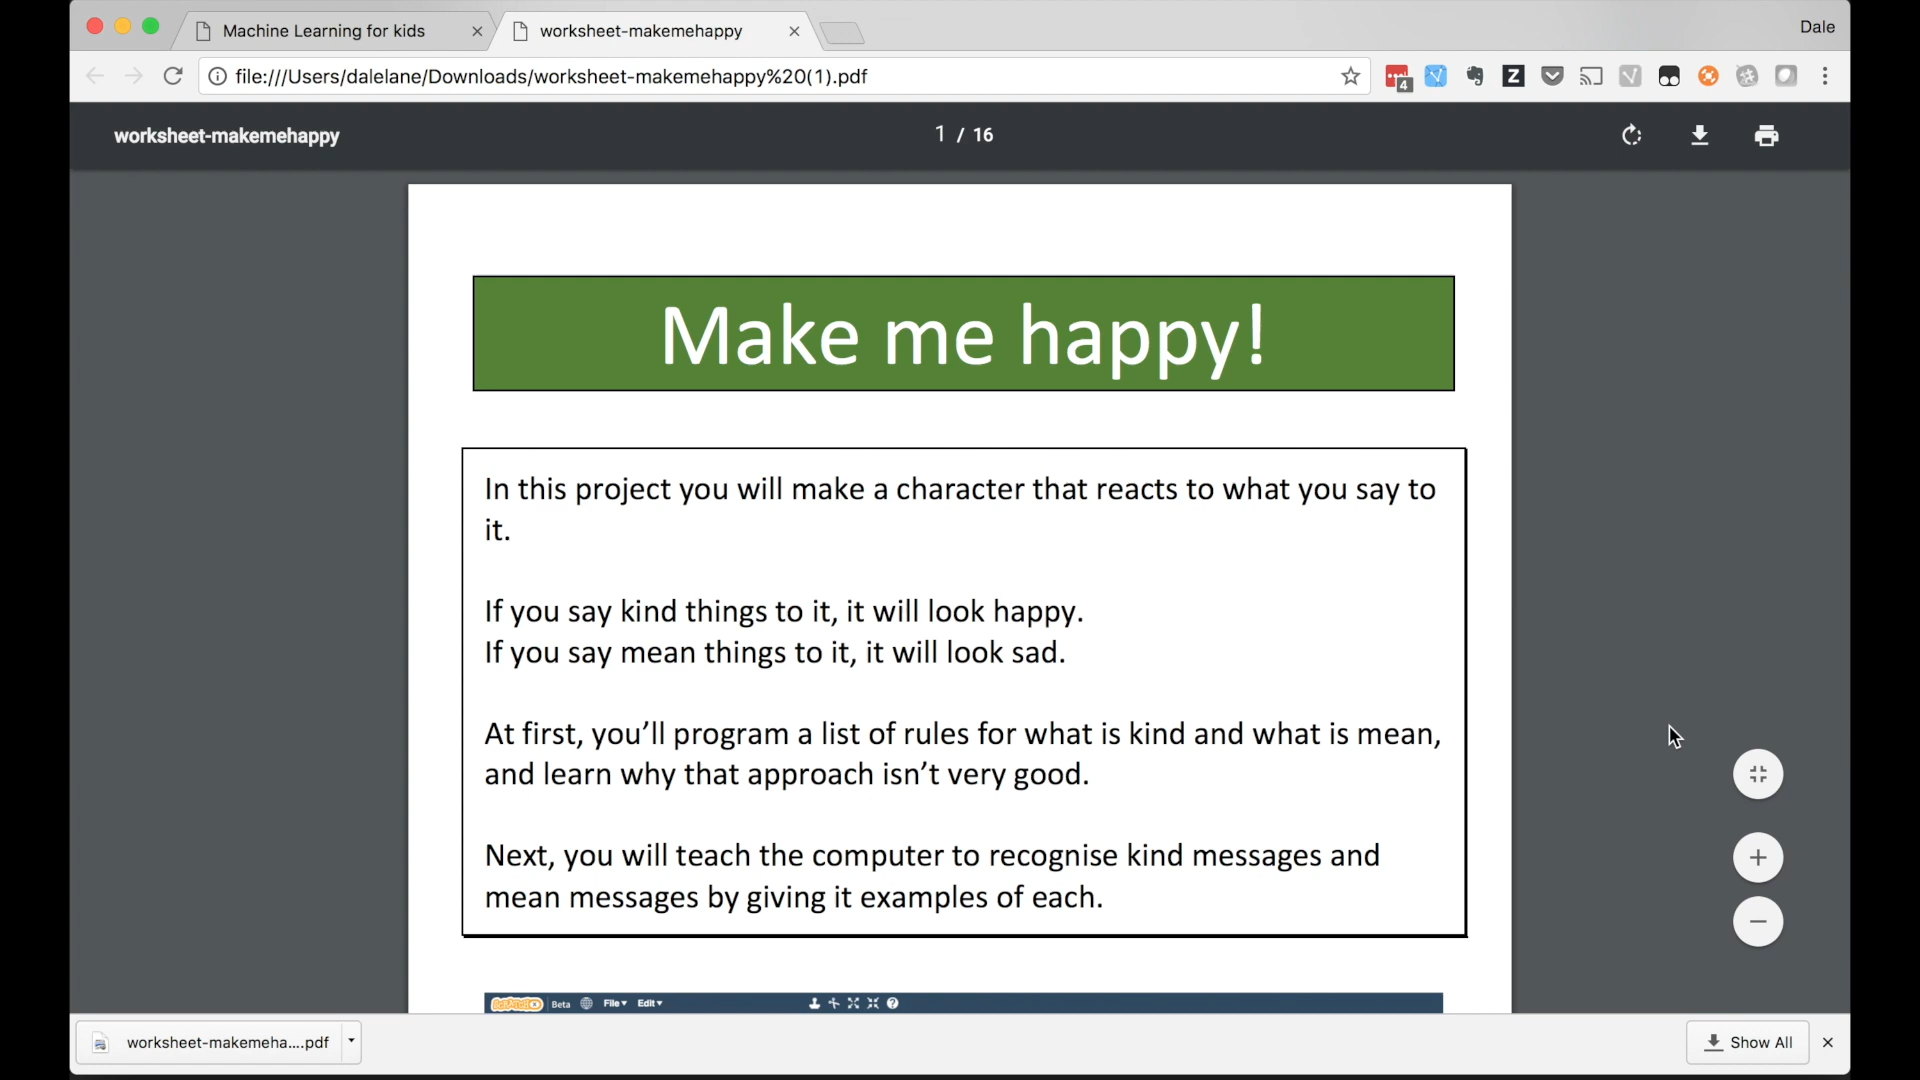 Machine Learning for kids
worksheet-makemehappy
Dale
file:///Users/dalelane/Downloads/worksheet-makemehappy%20(1).pdf
4
Z
worksheet-makemehappy
1 / 16
Make me happy!
In this project you will make a character that reacts to what you say to
it.
If you say kind things to it, it will look happy.
If you say mean things to it, it will look sad.
At first, you’ll program a list of rules for what is kind and what is mean,
and learn why that approach isn’t very good.
Next, you will teach the computer to recognise kind messages and
mean messages by giving it examples of each.
Beta File Edit
worksheet-makemeha....pdf
Show All